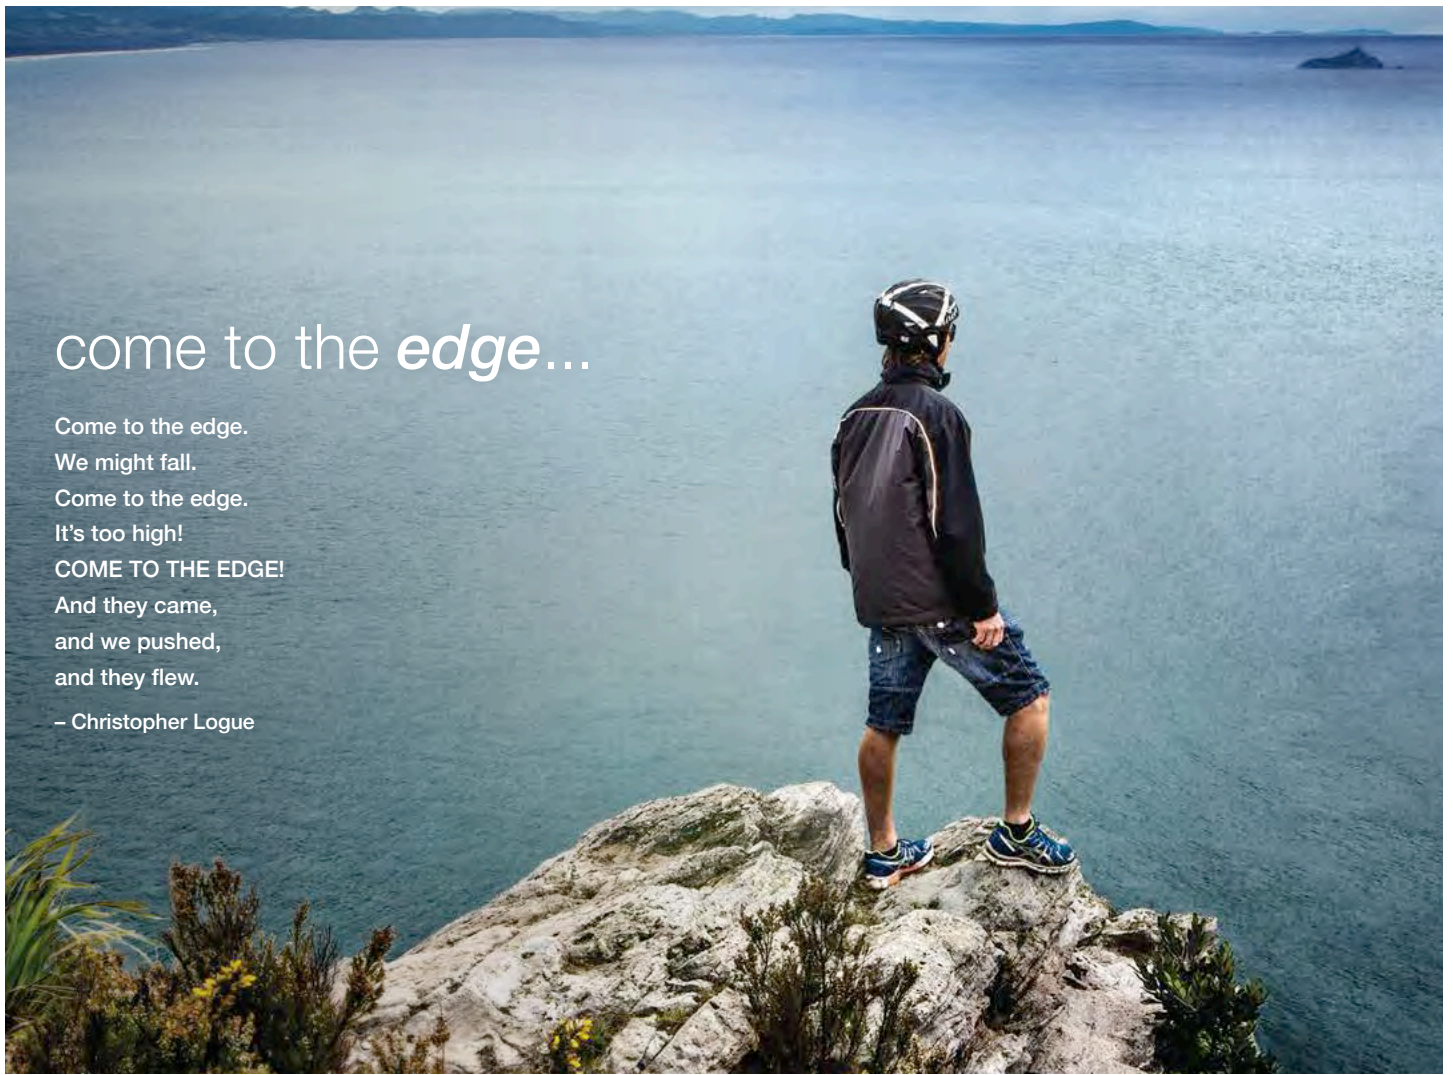 come to the edge...
Come to the edge.
We might fall.
Come to the edge.
It’s too high!
COME TO THE EDGE!
And they came,
and we pushed,
and they flew.
– Christopher Logue